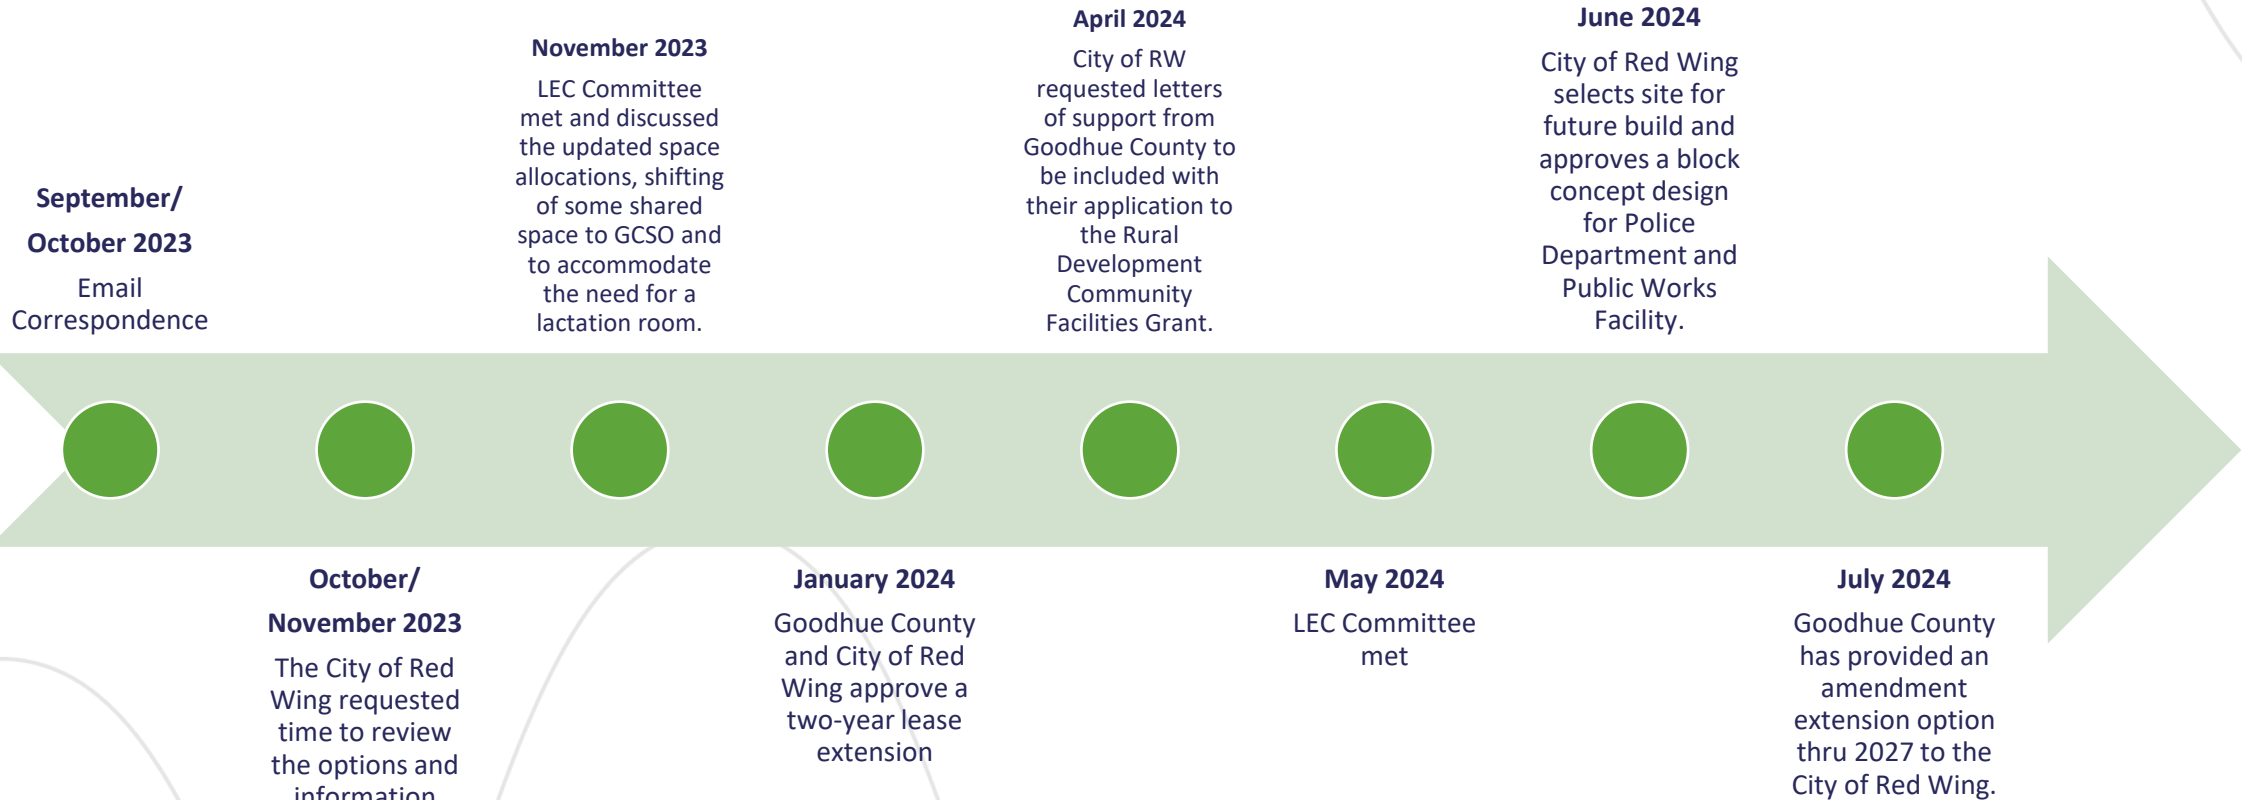 September/
October 2023
Email
Correspondence
October/
November 2023
The City of Red
Wing requested
time to review
the options and
information
November 2023
LEC Committee
met and discussed
the updated space
allocations, shifting
of some shared
space to GCSO and
to accommodate
the need for a
lactation room.
January 2024
Goodhue County
and City of Red
Wing approve a
two-year lease
extension
April 2024
City of RW
requested letters
of support from
Goodhue County to
be included with
their application to
the Rural
Development
Community
Facilities Grant.
May 2024
LEC Committee
met
June 2024
City of Red Wing
selects site for
future build and
approves a block
concept design
for Police
Department and
Public Works
Facility.
July 2024
Goodhue County
has provided an
amendment
extension option
thru 2027 to the
City of Red Wing.